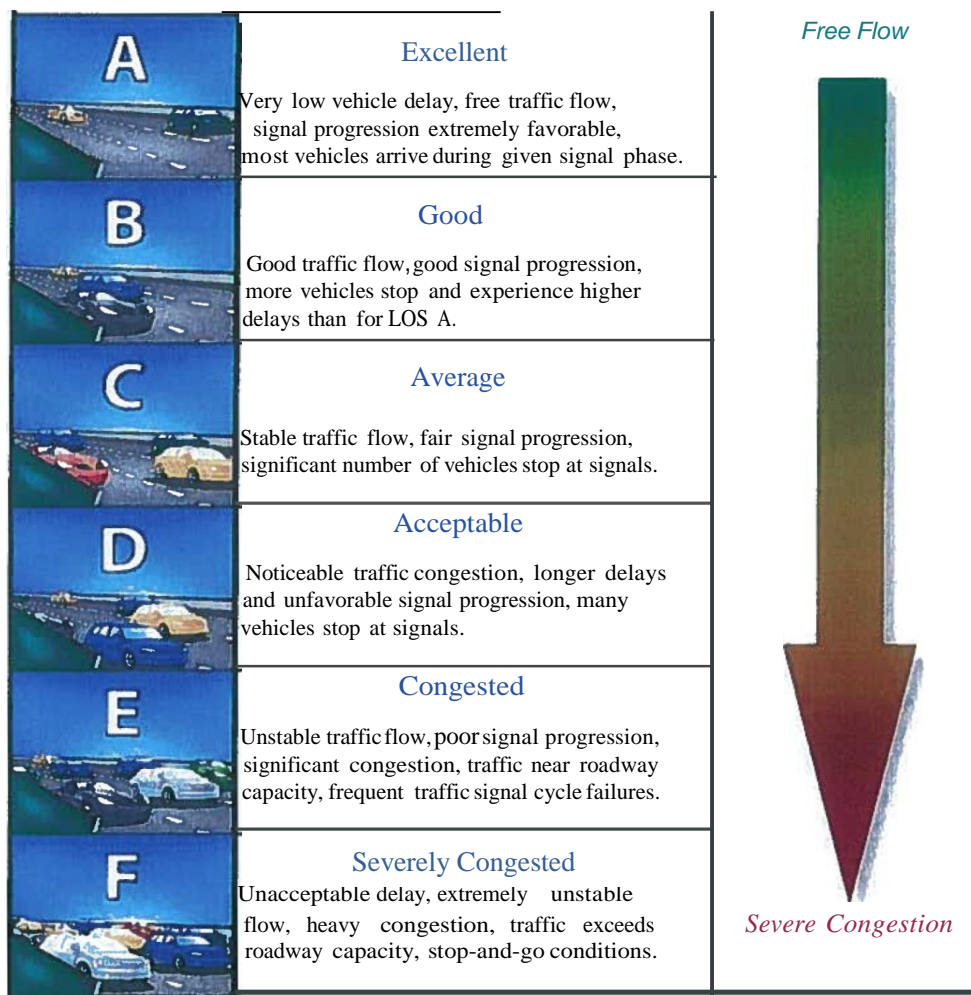 A
Excellent
Very low vehicle delay, free traffic flow,
signal progression extremely favorable,
most vehicles arrive during given signal phase.
B
Good
Good traffic flow, good signal progression,
more vehicles stop and experience higher
delays than for LOS A.
C
Average
Stable traffic flow, fair signal progression,
significant number of vehicles stop at signals.
D
Acceptable
Noticeable traffic congestion, longer delays
and unfavorable signal progression, many
vehicles stop at signals.
E
Congested
Unstable traffic flow, poor signal progression,
significant congestion, traffic near roadway
capacity, frequent traffic signal cycle failures.
F
Severely Congested
Unacceptable delay, extremely unstable
flow, heavy congestion, traffic exceeds
roadway capacity, stop-and-go conditions.
Free Flow
Severe Congestion